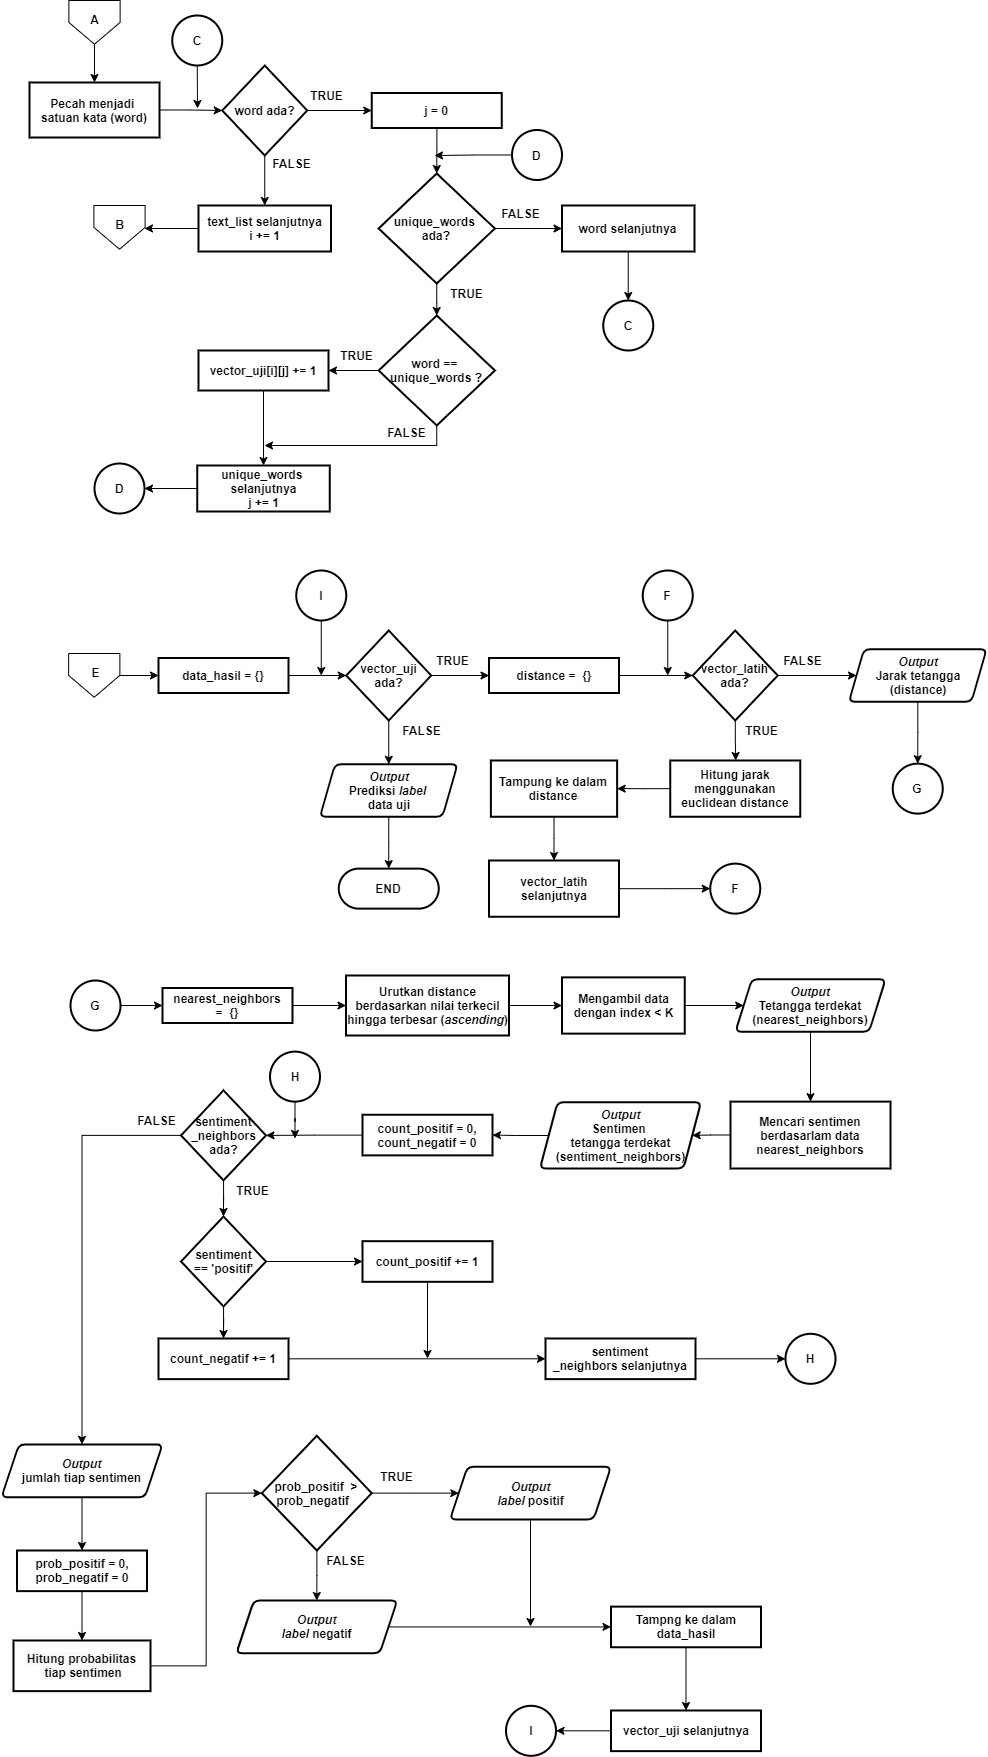 A
C
Pecah menjadi
satuan kata (word)
word ada?
TRUE
j = 0
FALSE
D
text_list selanjutnya
i += 1
B
unique_words
ada?
FALSE
word selanjutnya
TRUE
C
word ==
unique_words ?
TRUE
vector_uji[i][j] += 1
FALSE
unique_words
selanjutnya
j += 1
D
I
F
E
data_hasil = {}
vector_uji
ada?
TRUE
distance =  {}
vector_latih
ada?
FALSE
Output
Jarak tetangga
(distance)
FALSE
TRUE
Output
Prediksi label
data uji
Tampung ke dalam
distance
Hitung jarak
menggunakan
euclidean distance
G
END
vector_latih
selanjutnya
F
G
nearest_neighbors
=  {}
Urutkan distance
berdasarkan nilai terkecil
hingga terbesar (ascending)
Mengambil data
dengan index < K
Output
Tetangga terdekat
(nearest_neighbors)
H
FALSE
sentiment
_neighbors
ada?
count_positif = 0,
count_negatif = 0
Output
Sentimen
tetangga terdekat
(sentiment_neighbors)
Mencari sentimen
berdasarlam data
nearest_neighbors
TRUE
sentiment
== 'positif'
count_positif += 1
count_negatif += 1
sentiment
_neighbors selanjutnya
H
Output
jumlah tiap sentimen
prob_positif  >
prob_negatif
TRUE
Output
label positif
FALSE
prob_positif = 0,
prob_negatif = 0
Output
label negatif
Tampng ke dalam
data_hasil
Hitung probabilitas
tiap sentimen
I
vector_uji selanjutnya